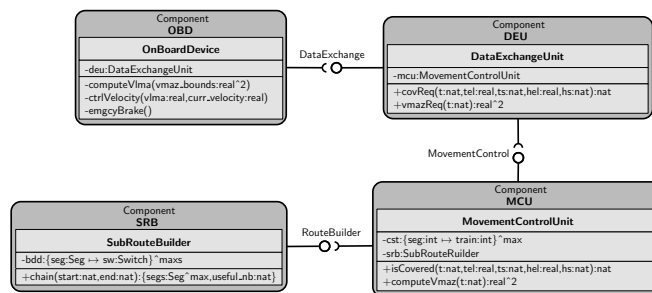 Component
OBD
OnBoardDevice
-deu:DataExchangeUnit
-computeVlma(vmaz_bounds:real^2)
-ctrlVelocity(vlma:real,curr_velocity:real)
-emgcyBrake()
DataExchange
Component
DEU
DataExchangeUnit
-mcu:MovementControlUnit
+covReq(t:nat,tel:real,ts:nat,hel:real,hs:nat):nat
+vmazReq(t:nat):real^2
MovementControl
Component
SRB
SubRouteBuilder
-bdd:{seg:Seg ↦ sw:Switch}^maxs
+chain(start:nat,end:nat):{segs:Seg^max,useful_nb:nat}
RouteBuilder
Component
MCU
MovementControlUnit
-cst:{seg:int ↦ train:int}^max
-srb:SubRouteRuilder
+isCovered(t:nat,tel:real,ts:nat,hel:real,hs:nat):nat
+computeVmaz(t:nat):real^2